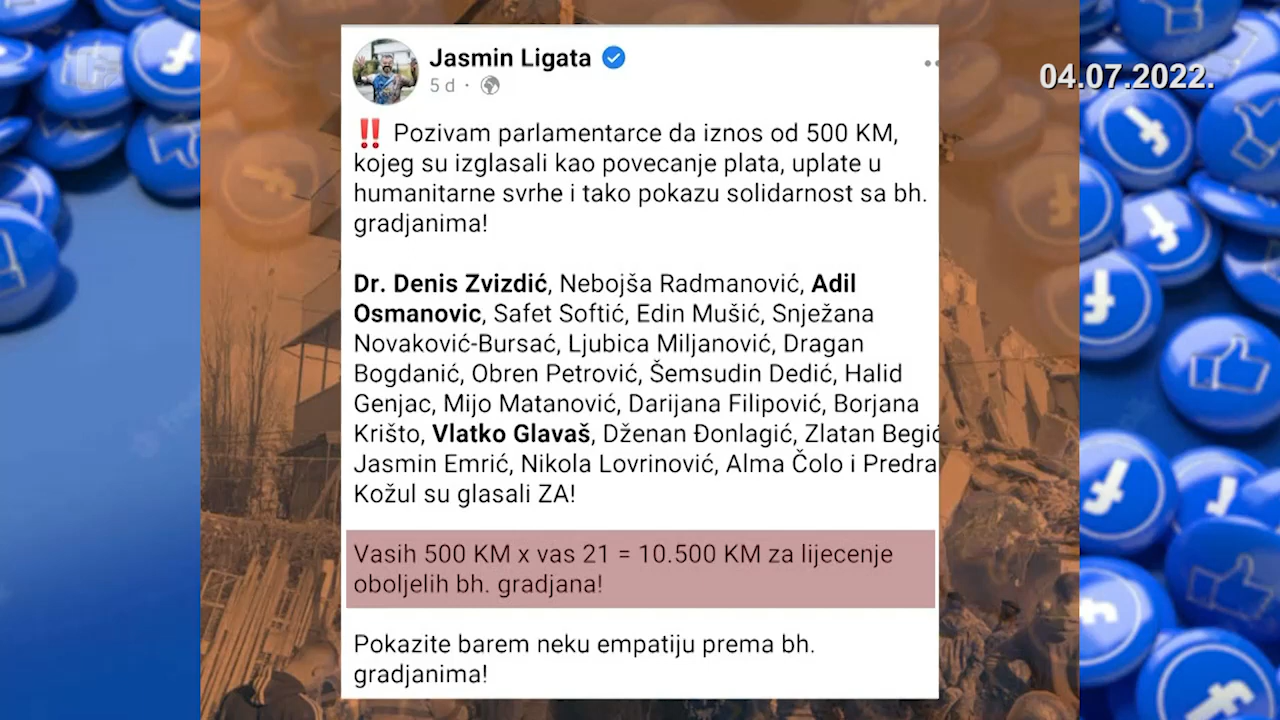 Jasmin Ligata
5 d
04.07.2022.
‼ Pozivam parlamentarce da iznos od 500 KM,
kojeg su izglasali kao povecanje plata, uplate u
humanitarne svrhe i tako pokazu solidarnost sa bh.
gradjanima!
Dr. Denis Zvizdić, Nebojša Radmanović, Adil
Osmanovic, Safet Softić, Edin Mušić, Snježana
Novaković-Bursać, Ljubica Miljanović, Dragan
Bogdanić, Obren Petrović, Šemsudin Dedić, Halid
Genjac, Mijo Matanović, Darijana Filipović, Borjana
Krišto, Vlatko Glavaš, Dženan Đonlagić, Zlatan Begić
Jasmin Emrić, Nikola Lovrinović, Alma Čolo i Predra
Kožul su glasali ZA!
Vasih 500 KM x vas 21 = 10.500 KM za lijecenje
oboljelih bh. gradjana!
Pokazite barem neku empatiju prema bh.
gradjanima!